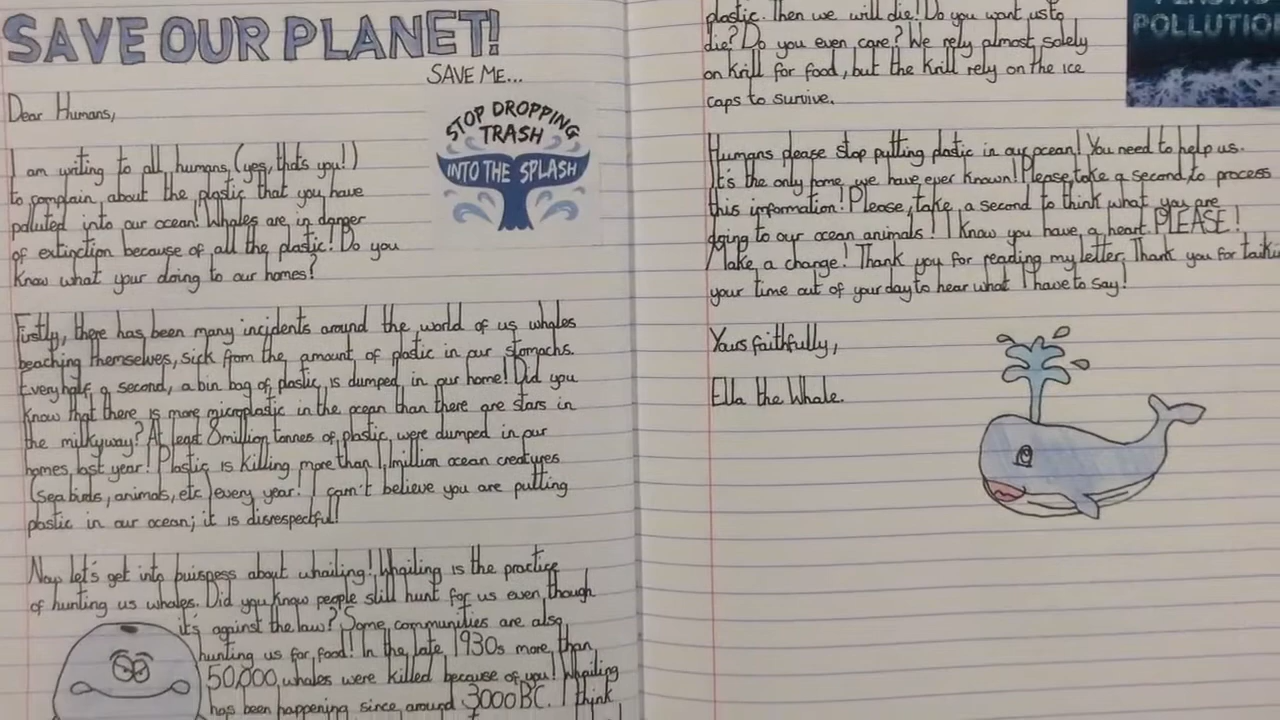 SAVE OUR PLANET!
SAVE ME...
STOP DROPPING
TRASH
INTO THE SPLASH
Dear Humans,
I am writing to all humans, (yes, that's you!)
to complain about the plastic that you have
polluted into our ocean! Whales are in danger
of extinction because of all the plastic! Do you
know what your doing to our homes?
Firstly, there has been many incidents around the world of us whales
beaching themselves, sick from the amount of plastic in our stomachs.
Every half a second, a bin bag of plastic is dumped in our home! Did you
know that there is more microplastic in the ocean than there are stars in
the milkyway? At least 8million tonnes of plastic were dumped in our
homes last year! Plastic is killing more than 1.1million ocean creatures
(sea birds, animals, etc) every year! I can't believe you are putting
plastic in our ocean; it is disrespectful!
Now let's get into buisness about whailing! Whailing is the practice
of hunting us whales. Did you know people still hunt for us even though
it's against the law? Some communities are also
hunting us for food! In the late 1930s more than
50,000 whales were killed because of you! Whailing
has been happening since around 3000BC. I think
plastic. Then we will die! Do you want us to
die? Do you even care? We rely almost solely
on krill for food, but the krill rely on the ice
caps to survive.
POLLUTION
Humans please stop putting plastic in our ocean! You need to help us.
It's the only home we have ever known! Please, take a second, to process
this information! Please, take a second to think what you are
doing to our ocean animals! I know you have a heart. PLEASE!
Make a change! Thank you for reading my letter. Thank you for takin
your time out of your day to hear what I have to say!
Yours faithfully,
Ella the Whale.